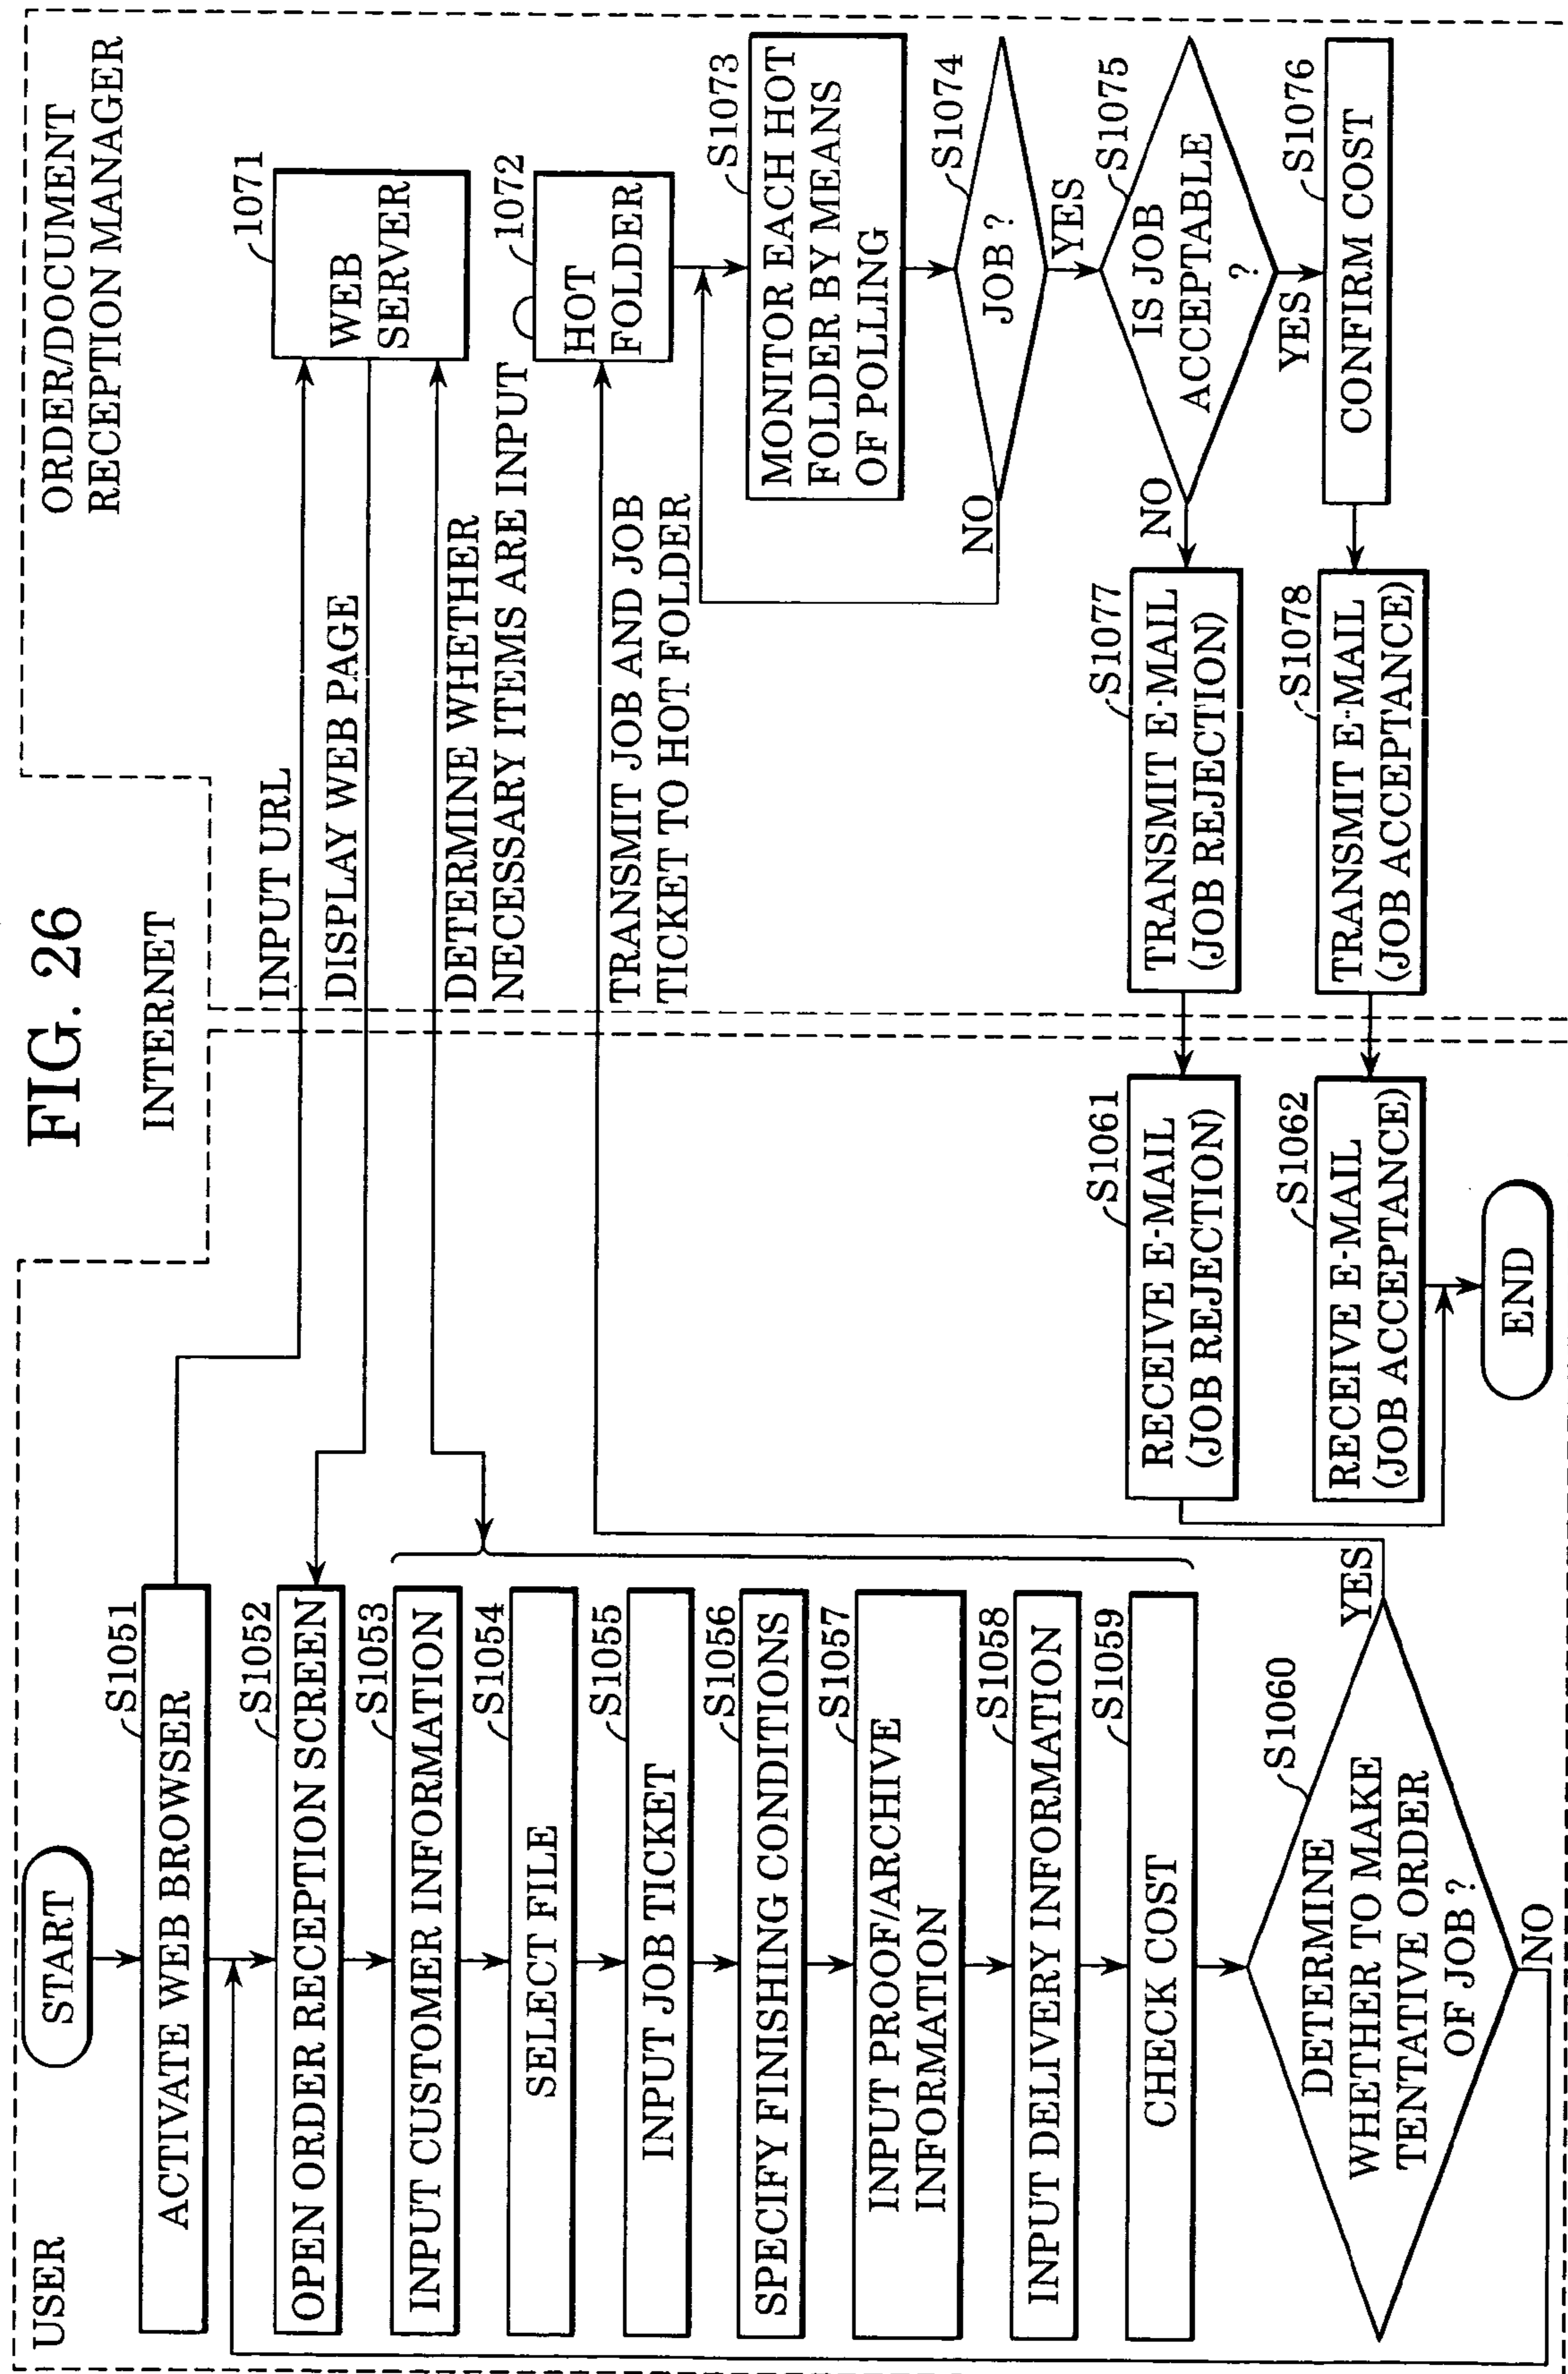 FIG. 26
USER
INTERNET
ORDER/DOCUMENT
RECEPTION MANAGER
START
S1051
ACTIVATE WEB BROWSER
S1052
OPEN ORDER RECEPTION SCREEN
S1053
INPUT CUSTOMER INFORMATION
S1054
SELECT FILE
S1055
INPUT JOB TICKET
S1056
SPECIFY FINISHING CONDITIONS
S1057
INPUT PROOF/ARCHIVE
INFORMATION
S1058
INPUT DELIVERY INFORMATION
S1059
CHECK COST
S1060
DETERMINE
WHETHER TO MAKE
TENTATIVE ORDER
OF JOB ?
YES
NO
INPUT URL
DISPLAY WEB PAGE
DETERMINE WHETHER
NECESSARY ITEMS ARE INPUT
TRANSMIT JOB AND JOB
TICKET TO HOT FOLDER
S1061
RECEIVE E-MAIL
(JOB REJECTION)
S1062
RECEIVE E-MAIL
(JOB ACCEPTANCE)
END
1071
WEB
SERVER
1072
HOT
FOLDER
S1073
MONITOR EACH HOT
FOLDER BY MEANS
OF POLLING
S1074
JOB ?
NO
YES
S1075
IS JOB
ACCEPTABLE
?
NO
YES
S1076
CONFIRM COST
S1077
TRANSMIT E-MAIL
(JOB REJECTION)
S1078
TRANSMIT E-MAIL
(JOB ACCEPTANCE)